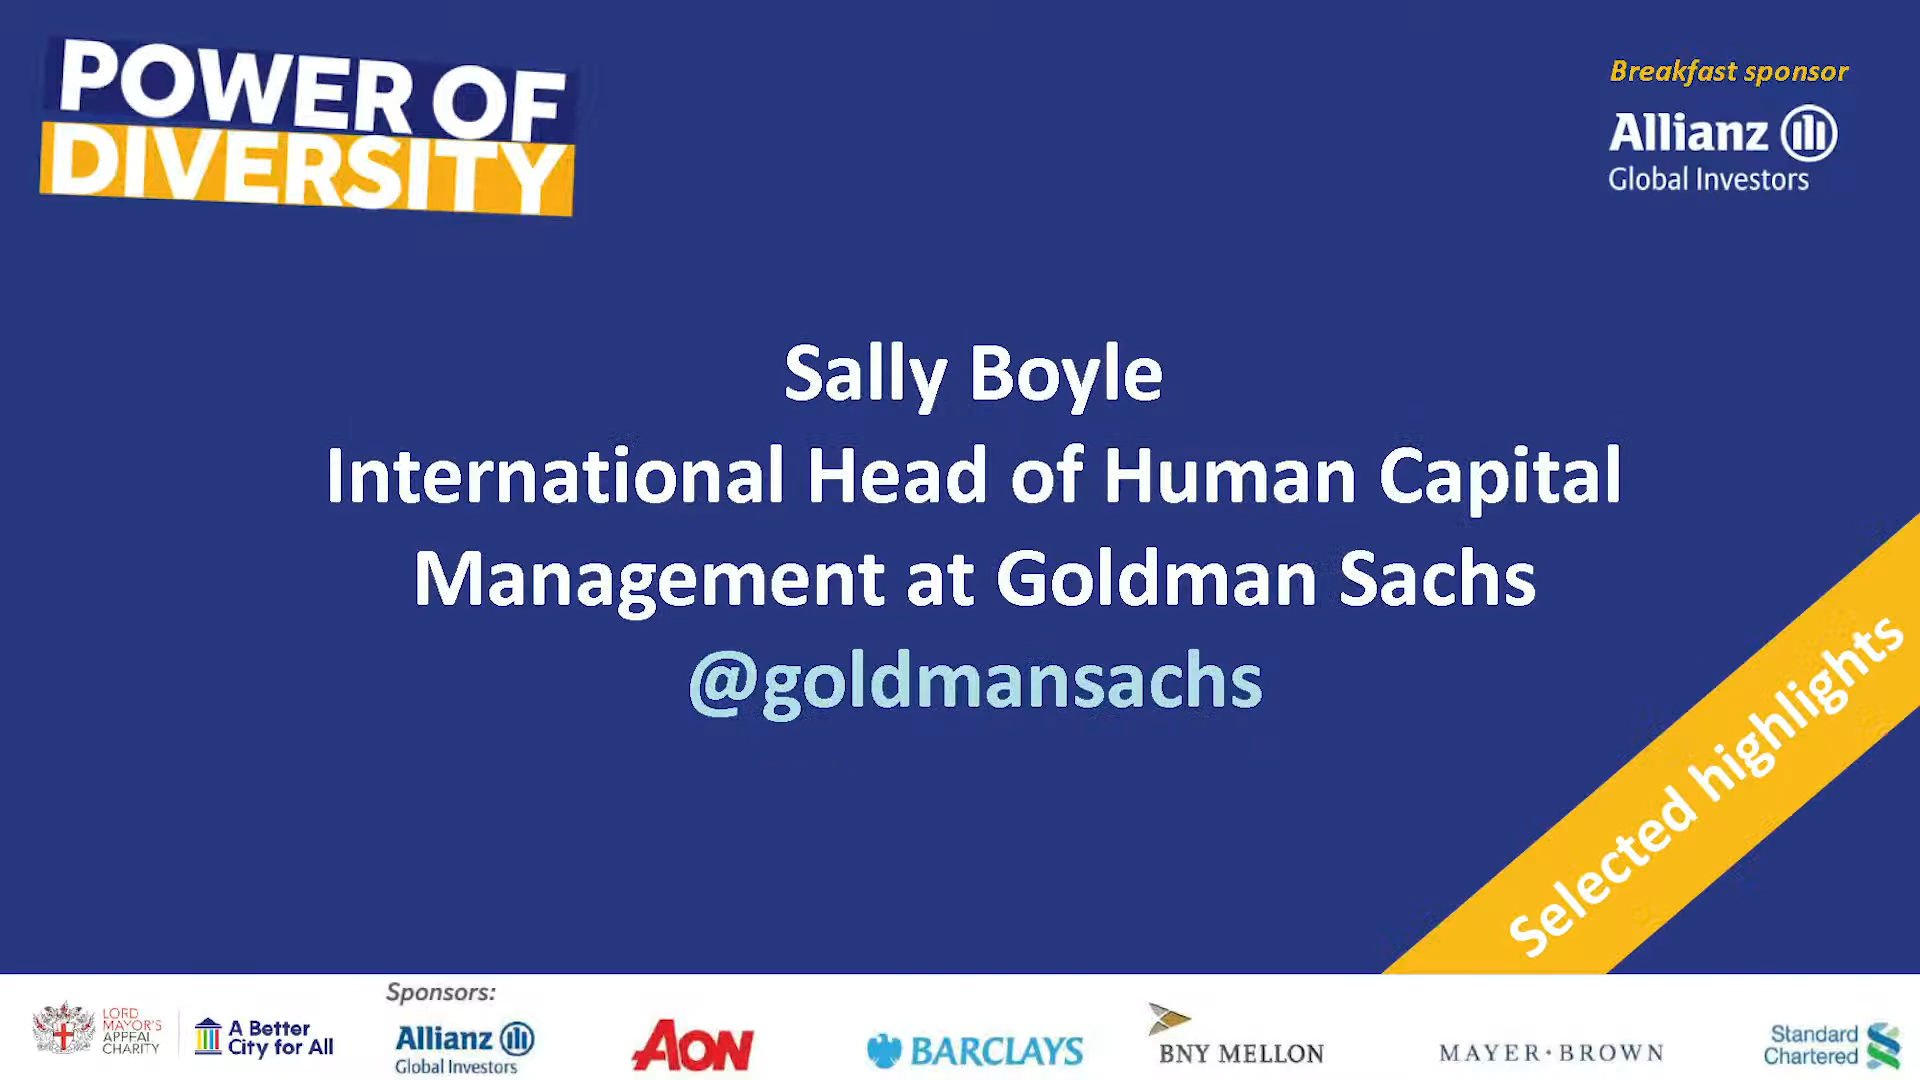 POWER OF
DIVERSITY
Breakfast sponsor
Allianz
Global Investors
Sally Boyle
International Head of Human Capital
Management at Goldman Sachs
@goldmansachs
Selected highlights
Sponsors:
LORD
MAYOR'S
APPEAL
CHARITY
A Better
City for All
Allianz
Global Investors
AON
BARCLAYS
BNY MELLON
MAYER·BROWN
Standard
Chartered